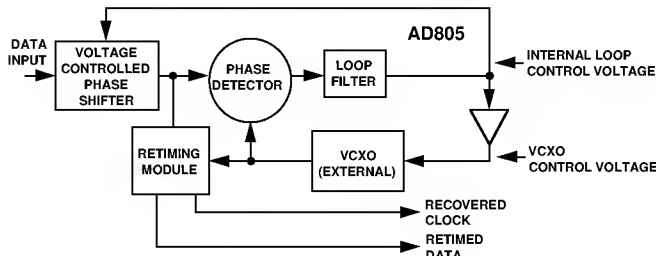 AD805
DATA
INPUT
VOLTAGE
CONTROLLED
PHASE
SHIFTER
PHASE
DETECTOR
LOOP
FILTER
INTERNAL LOOP
CONTROL VOLTAGE
RETIMING
MODULE
VCXO
(EXTERNAL)
VCXO
CONTROL VOLTAGE
RECOVERED
CLOCK
RETIMED
DATA